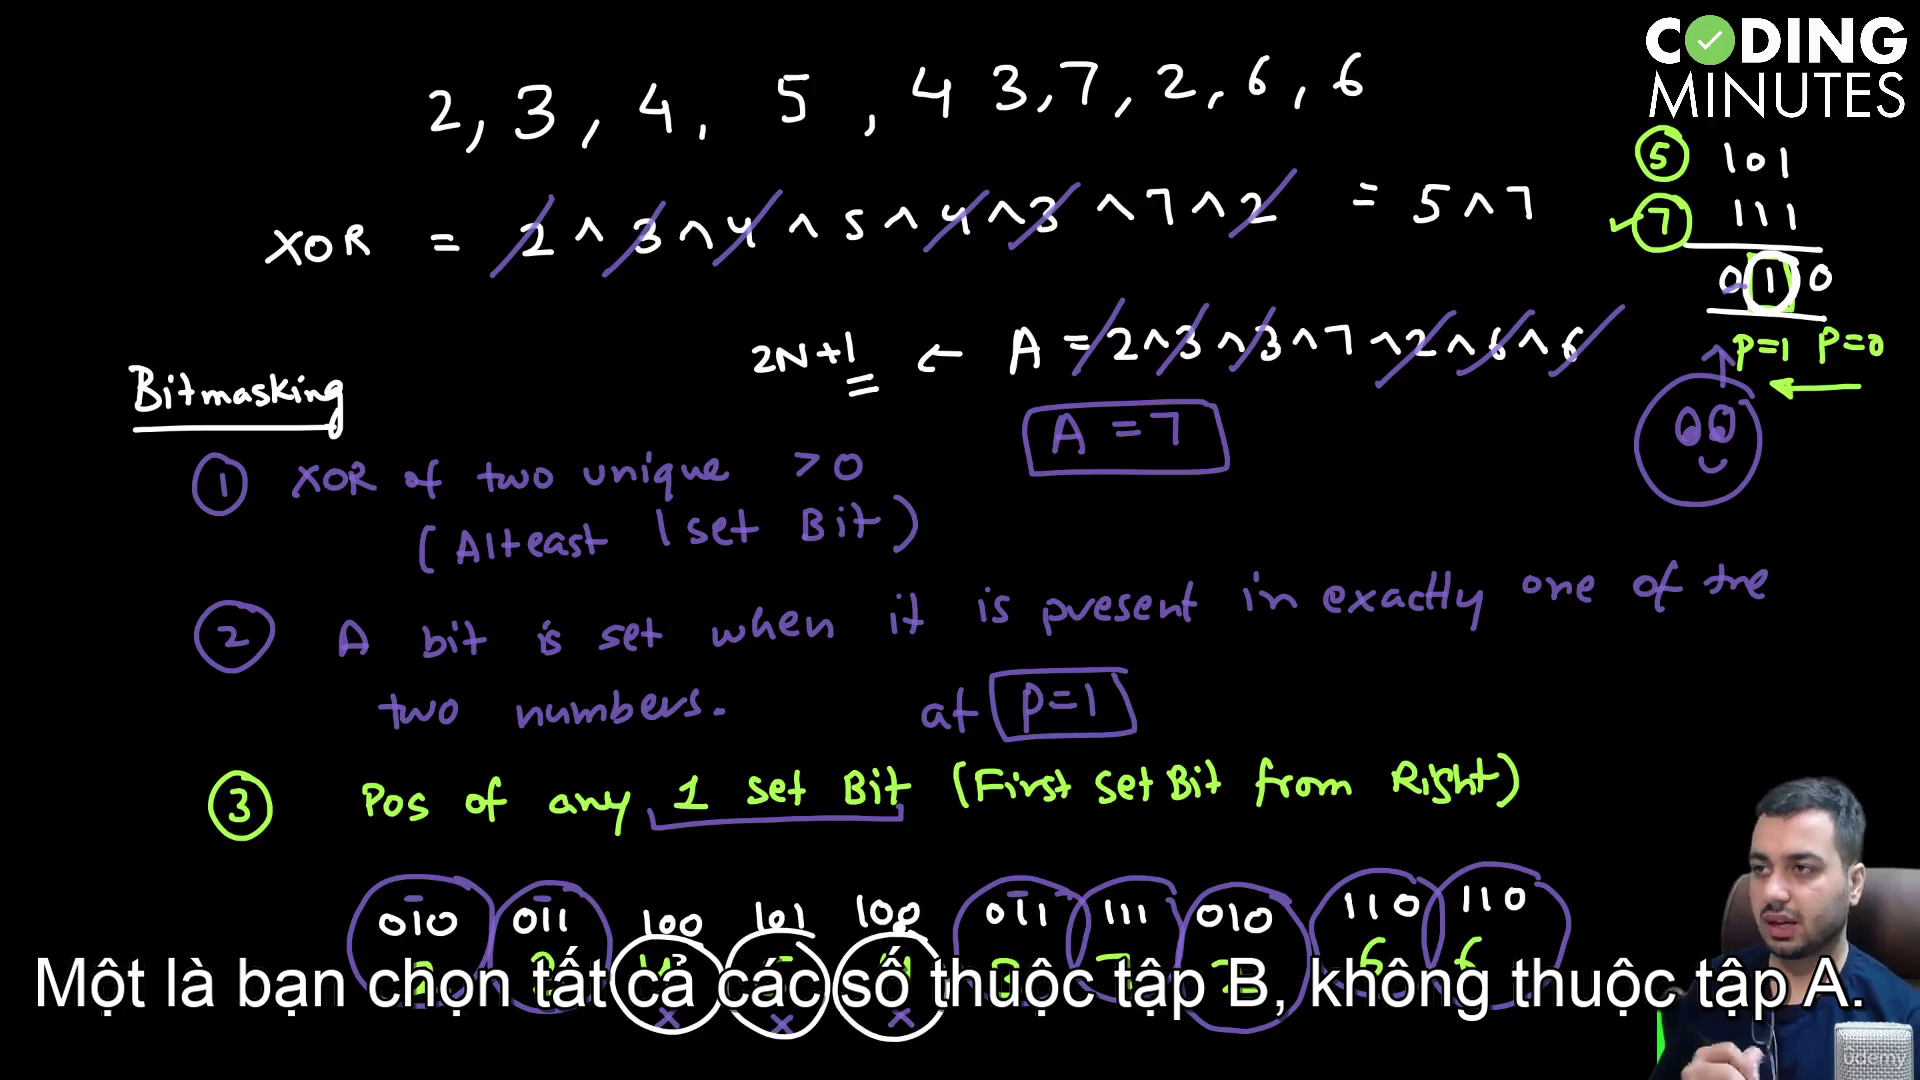 CODING
MINUTES
2, 3, 4, 5, 4 3, 7, 2, 6, 6
5 101
7 111
010
P=1 P=0
XOR = 2 ^ 3 ^ 4 ^ 5 ^ 4 ^ 3 ^ 7 ^ 2 = 5 ^ 7
2N+1 ← A = 2 ^ 3 ^ 3 ^ 7 ^ 2 ^ 6 ^ 6
Bitmasking
A = 7
1 XOR of two unique > 0
(Atleast 1 set Bit)
2 A bit is set when it is present in exactly one of the
two numbers. at P=1
3 Pos of any 1 set Bit (First set Bit from Right)
010 011 100 101 100 011 111 010 110 110
6 6
Một là bạn chọn tất cả các số thuộc tập B, không thuộc tập A.
x x x
ûdemy